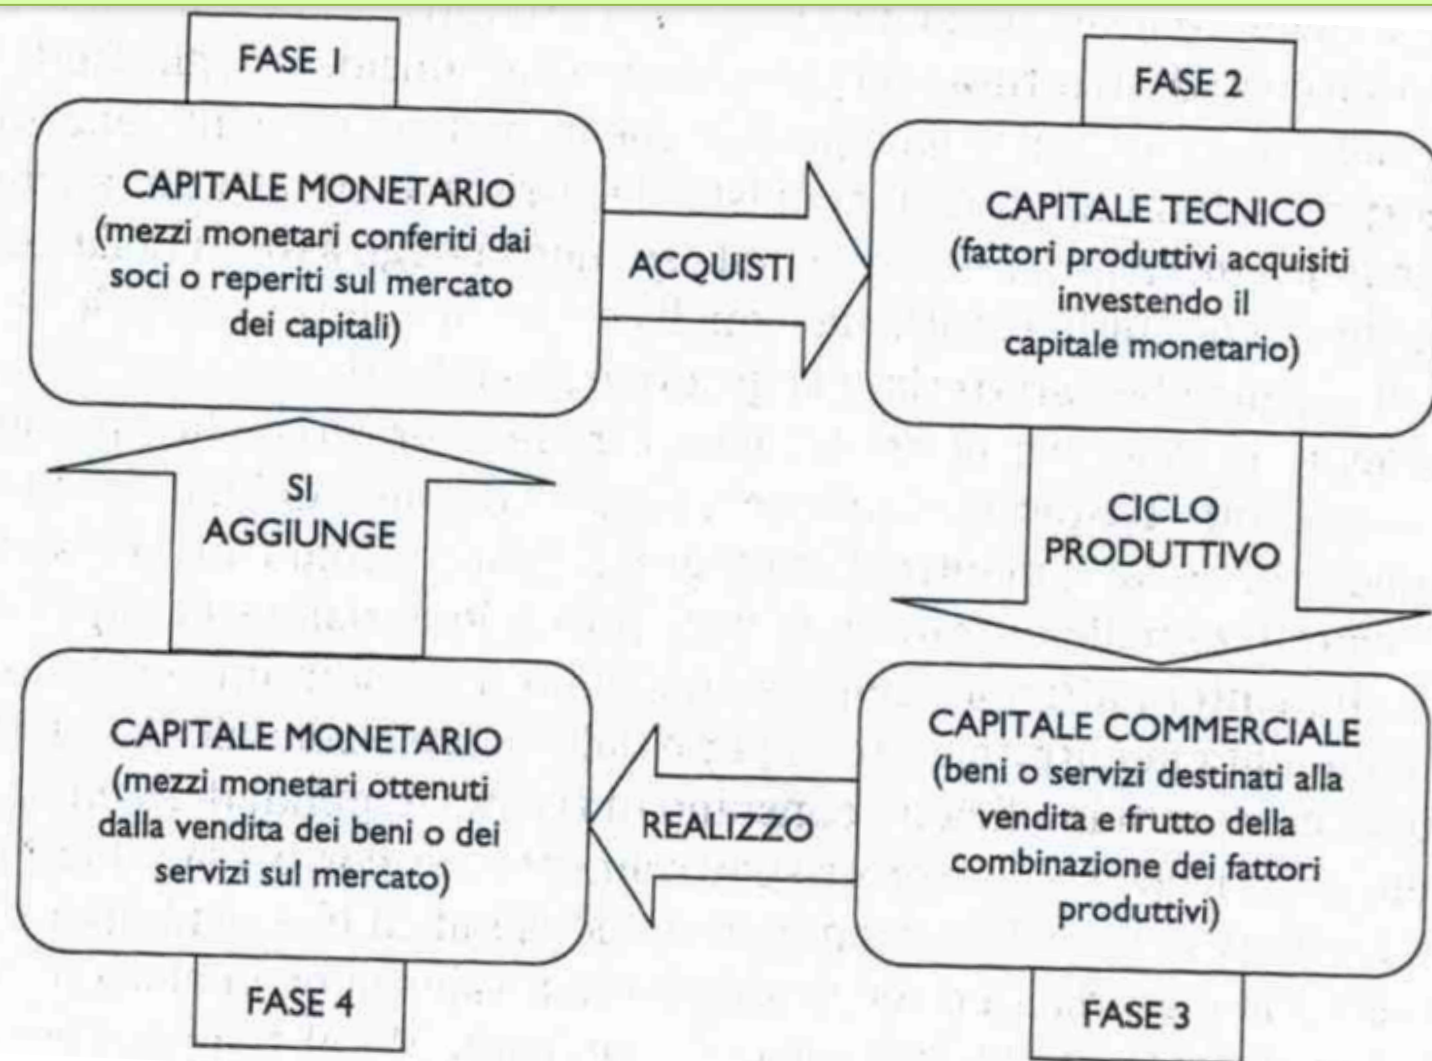 FASE 1
CAPITALE MONETARIO
(mezzi monetari conferiti dai
soci o reperiti sul mercato
dei capitali)
ACQUISTI
FASE 2
CAPITALE TECNICO
(fattori produttivi acquisiti
investendo il
capitale monetario)
CICLO
PRODUTTIVO
FASE 3
CAPITALE COMMERCIALE
(beni o servizi destinati alla
vendita e frutto della
combinazione dei fattori
produttivi)
REALIZZO
FASE 4
CAPITALE MONETARIO
(mezzi monetari ottenuti
dalla vendita dei beni o dei
servizi sul mercato)
SI
AGGIUNGE